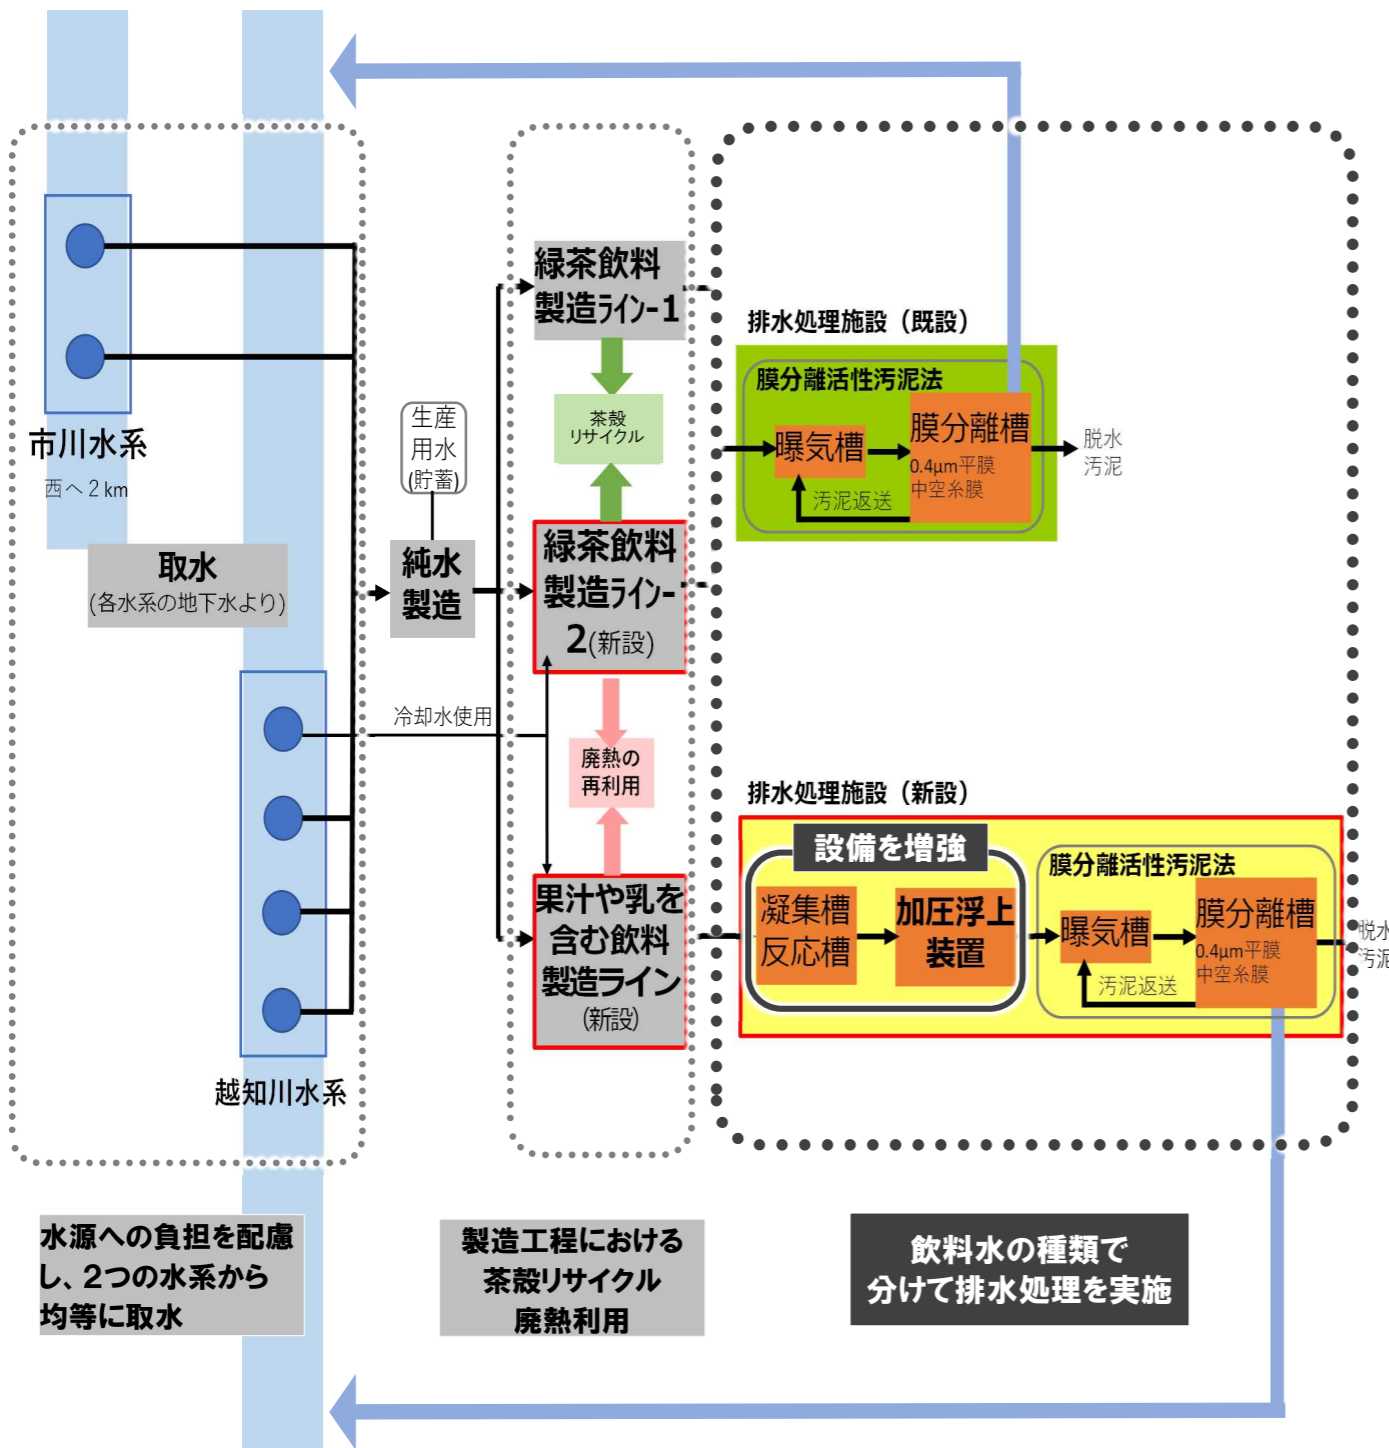 市川水系
西へ2km
取水
(各水系の地下水より)
越知川水系
生産
用水
(貯蓄)
純水
製造
冷却水使用
緑茶飲料
製造ﾗｲﾝ-1
茶殻
リサイクル
緑茶飲料
製造ﾗｲﾝ-
2(新設)
廃熱の
再利用
果汁や乳を
含む飲料
製造ライン
(新設)
排水処理施設（既設）
膜分離活性汚泥法
曝気槽
膜分離槽
0.4μm平膜
中空糸膜
汚泥返送
脱水
汚泥
排水処理施設（新設）
設備を増強
凝集槽
反応槽
加圧浮上
装置
膜分離活性汚泥法
曝気槽
膜分離槽
0.4μm平膜
中空糸膜
汚泥返送
脱水
汚泥
水源への負担を配慮
し、2つの水系から
均等に取水
製造工程における
茶殻リサイクル
廃熱利用
飲料水の種類で
分けて排水処理を実施